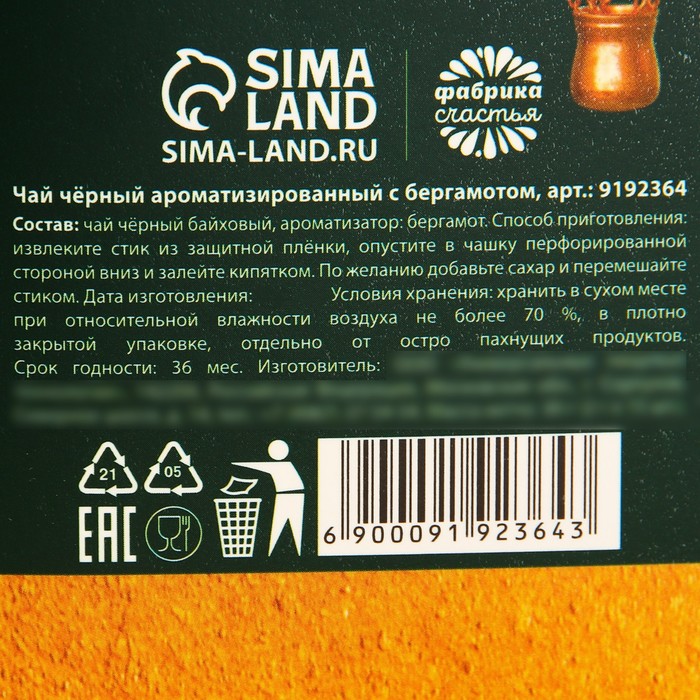 SIMA
LAND
SIMA-LAND.RU
фабрика
счастья
Чай чёрный ароматизированный с бергамотом, арт.: 9192364
Состав: чай чёрный байховый, ароматизатор: бергамот. Способ приготовления:
извлеките стик из защитной плёнки, опустите в чашку перфорированной
стороной вниз и залейте кипятком. По желанию добавьте сахар и перемешайте
стиком. Дата изготовления: Условия хранения: хранить в сухом месте
при относительной влажности воздуха не более 70 %, в плотно
закрытой упаковке, отдельно от остро пахнущих продуктов.
Срок годности: 36 мес. Изготовитель:
21
05
EAC
6 900091 923643